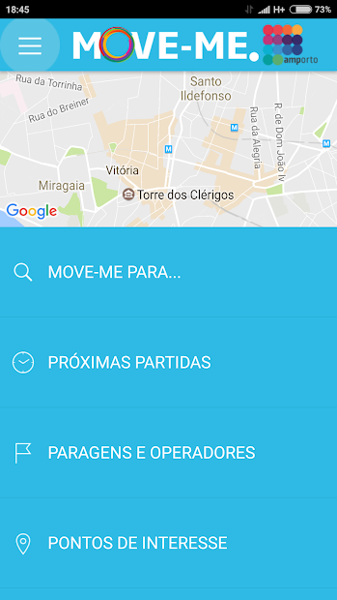 18:45
H+
73%
MOVE-ME.
amporto
Rua da Torrinha
Rua do Breiner
Santo
Ildefonso
Rua da Alegria
R. de Dom João IV
Vitória
Miragaia
Torre dos Clérigos
M
M
M
Google
MOVE-ME PARA...
PRÓXIMAS PARTIDAS
PARAGENS E OPERADORES
PONTOS DE INTERESSE